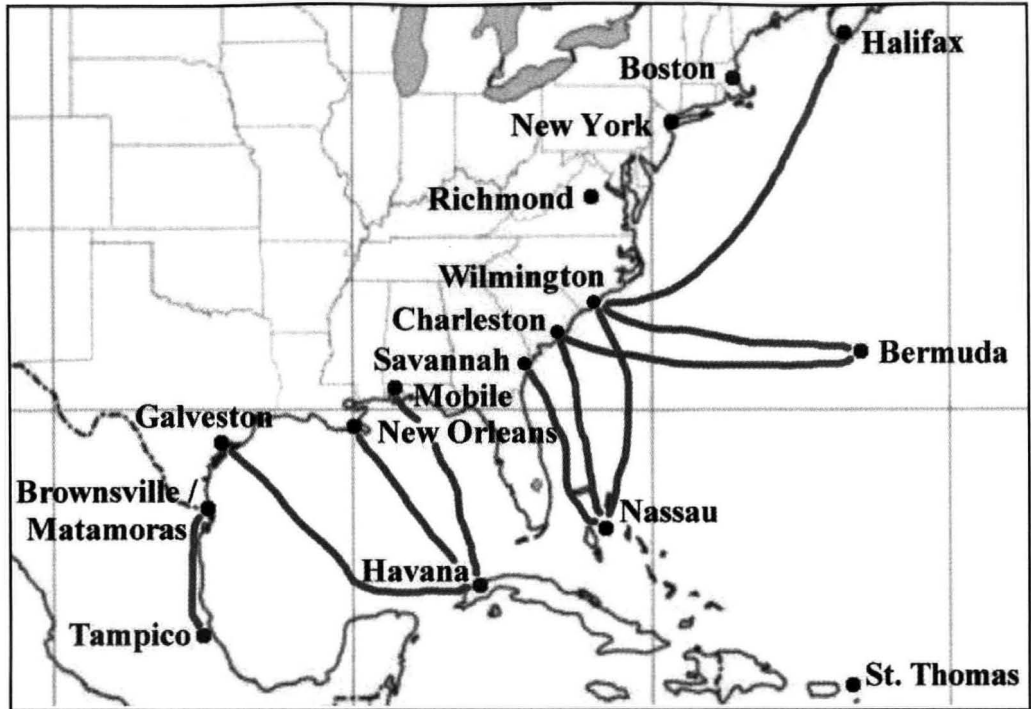 Halifax
Boston
New York
Richmond
Wilmington
Charleston
Savannah
Bermuda
Mobile
Galveston
New Orleans
Brownsville /
Matamoras
Nassau
Havana
Tampico
St. Thomas